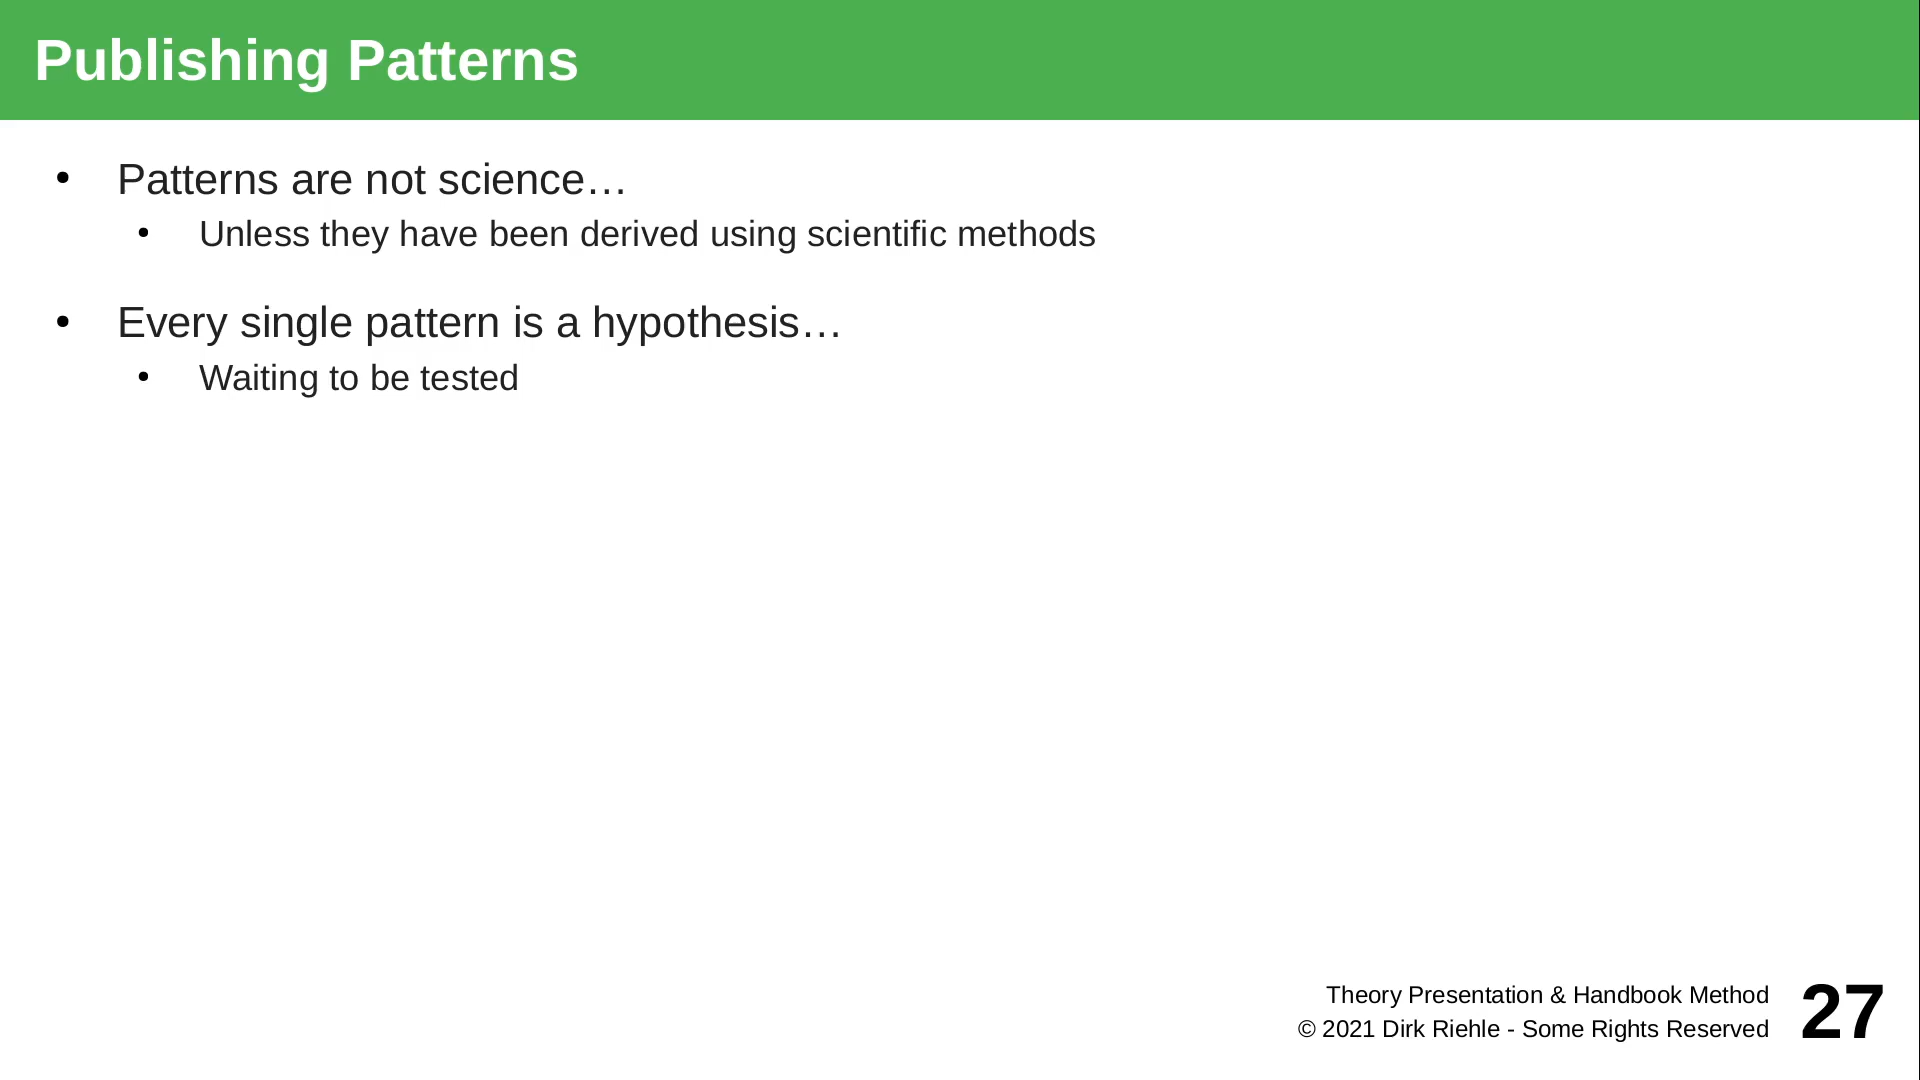 Publishing Patterns
• Patterns are not science…
• Unless they have been derived using scientific methods
• Every single pattern is a hypothesis…
• Waiting to be tested
Theory Presentation & Handbook Method
© 2021 Dirk Riehle - Some Rights Reserved
27